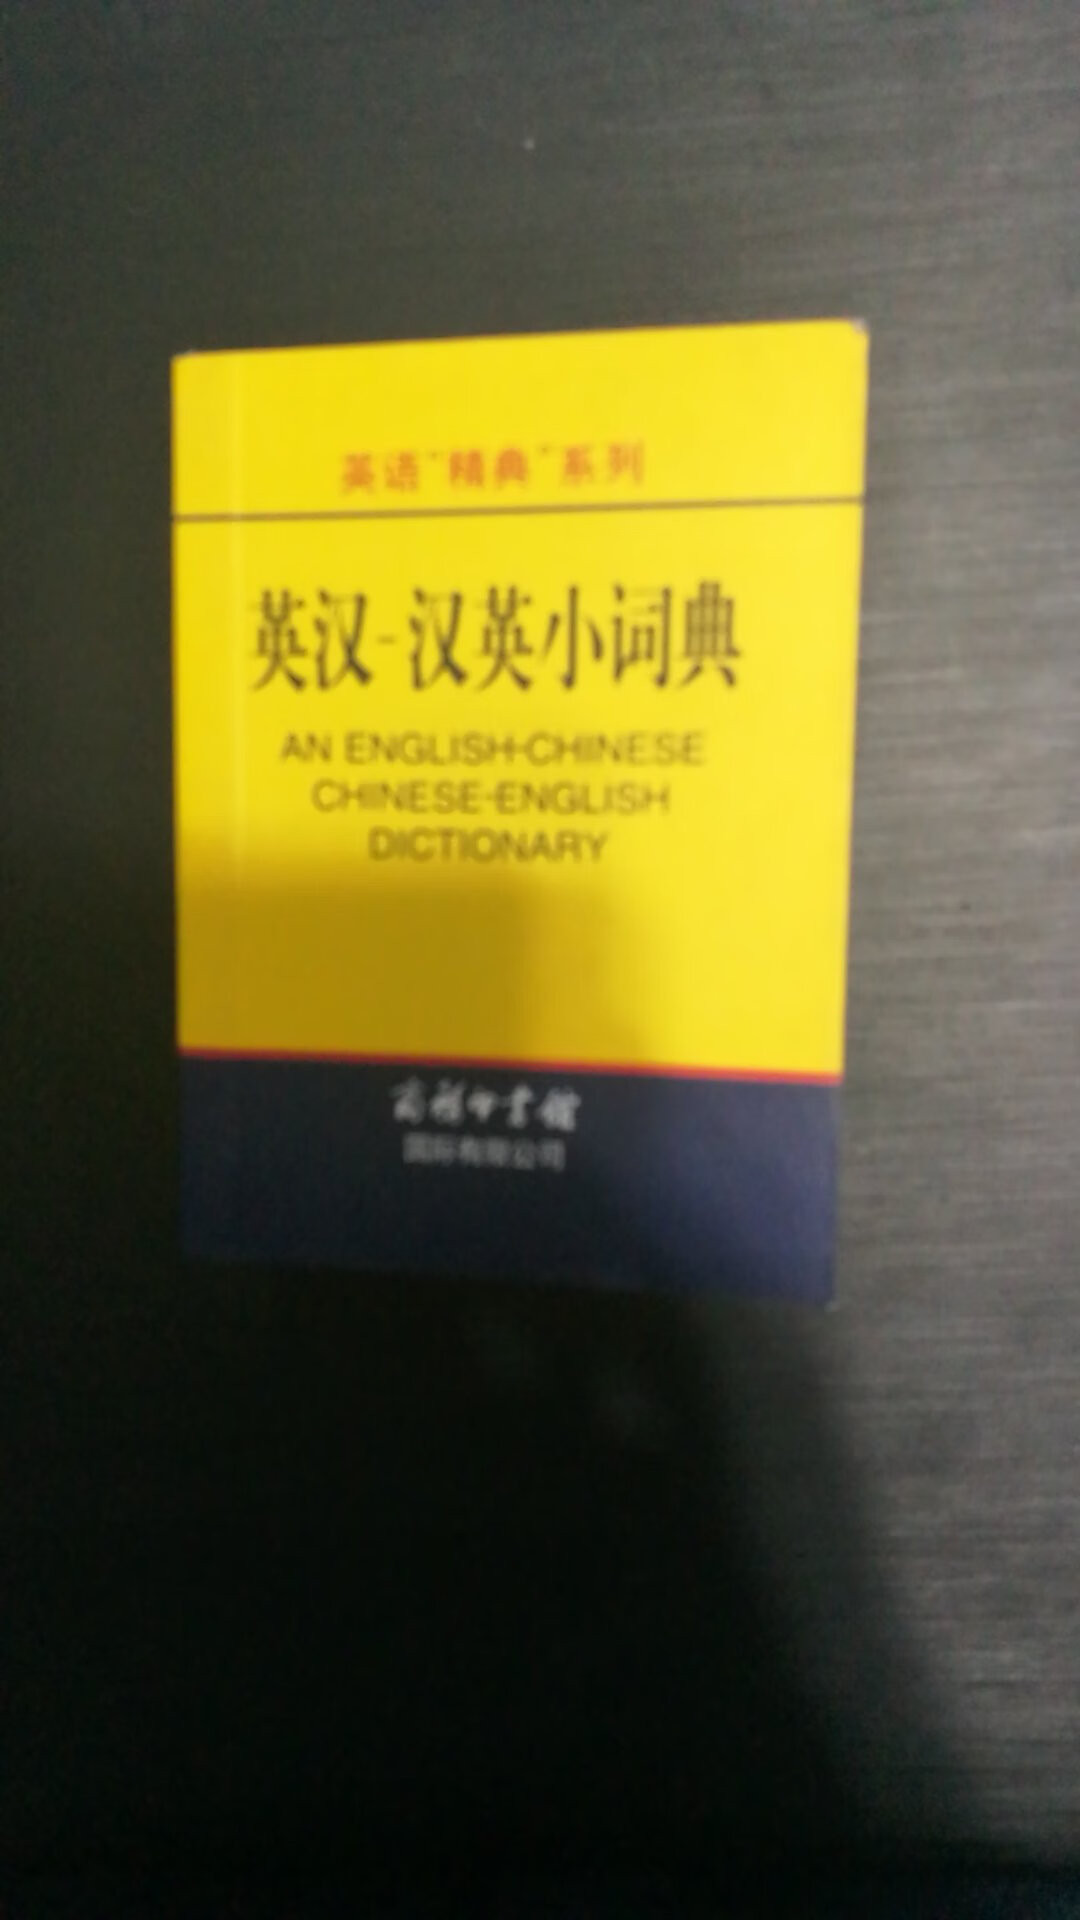 英语“精典”系列
英汉-汉英小词典
AN ENGLISH-CHINESE
CHINESE-ENGLISH
DICTIONARY
商务印书馆
国际有限公司